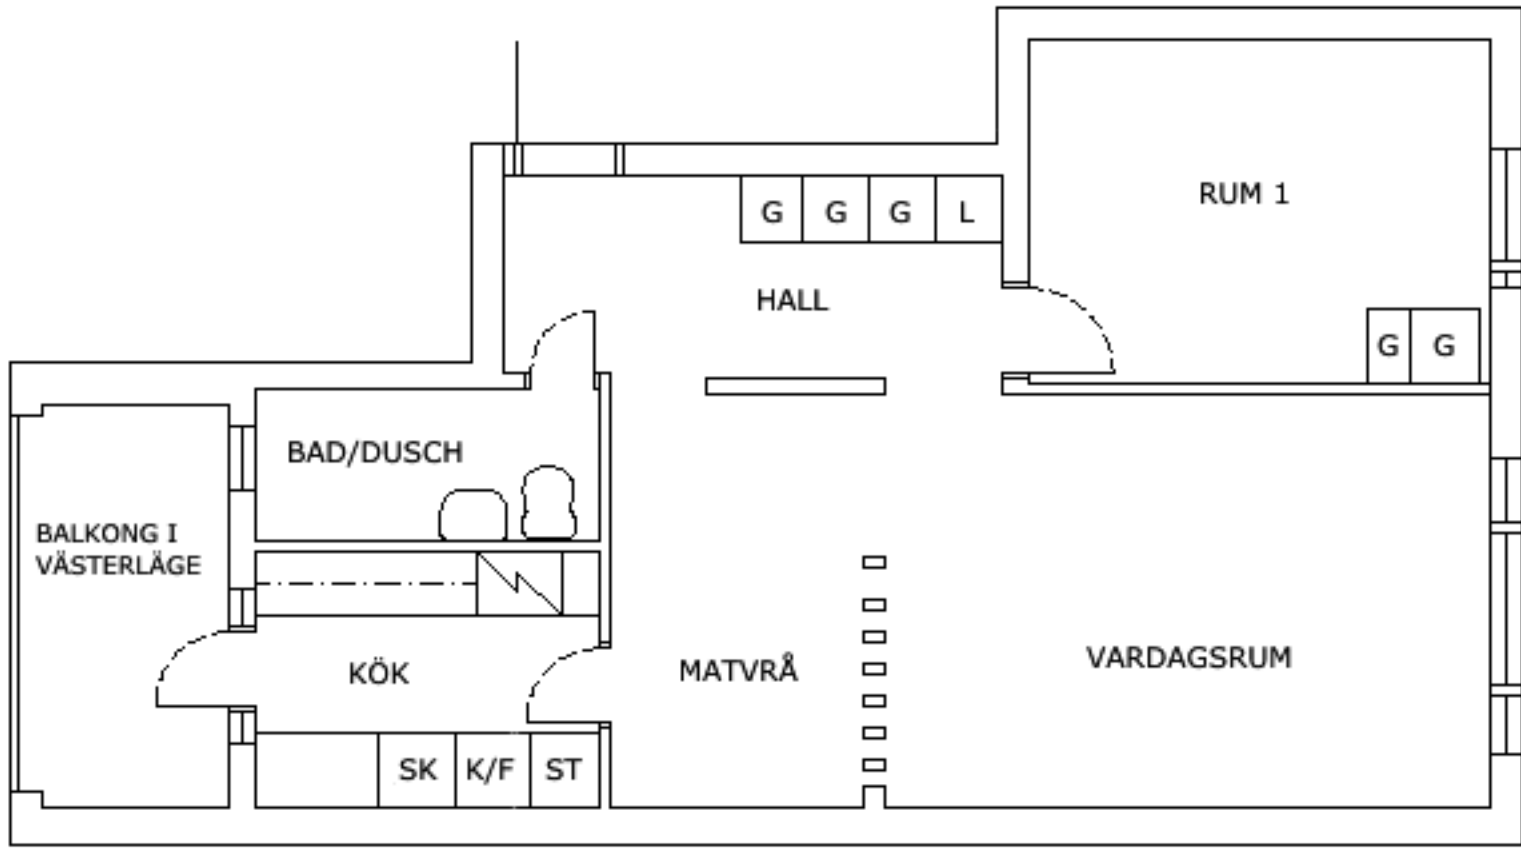 RUM 1
G G G L
HALL
G G
BAD/DUSCH
BALKONG I
VÄSTERLÄGE
KÖK
MATVRÅ
VARDAGSRUM
SK K/F ST